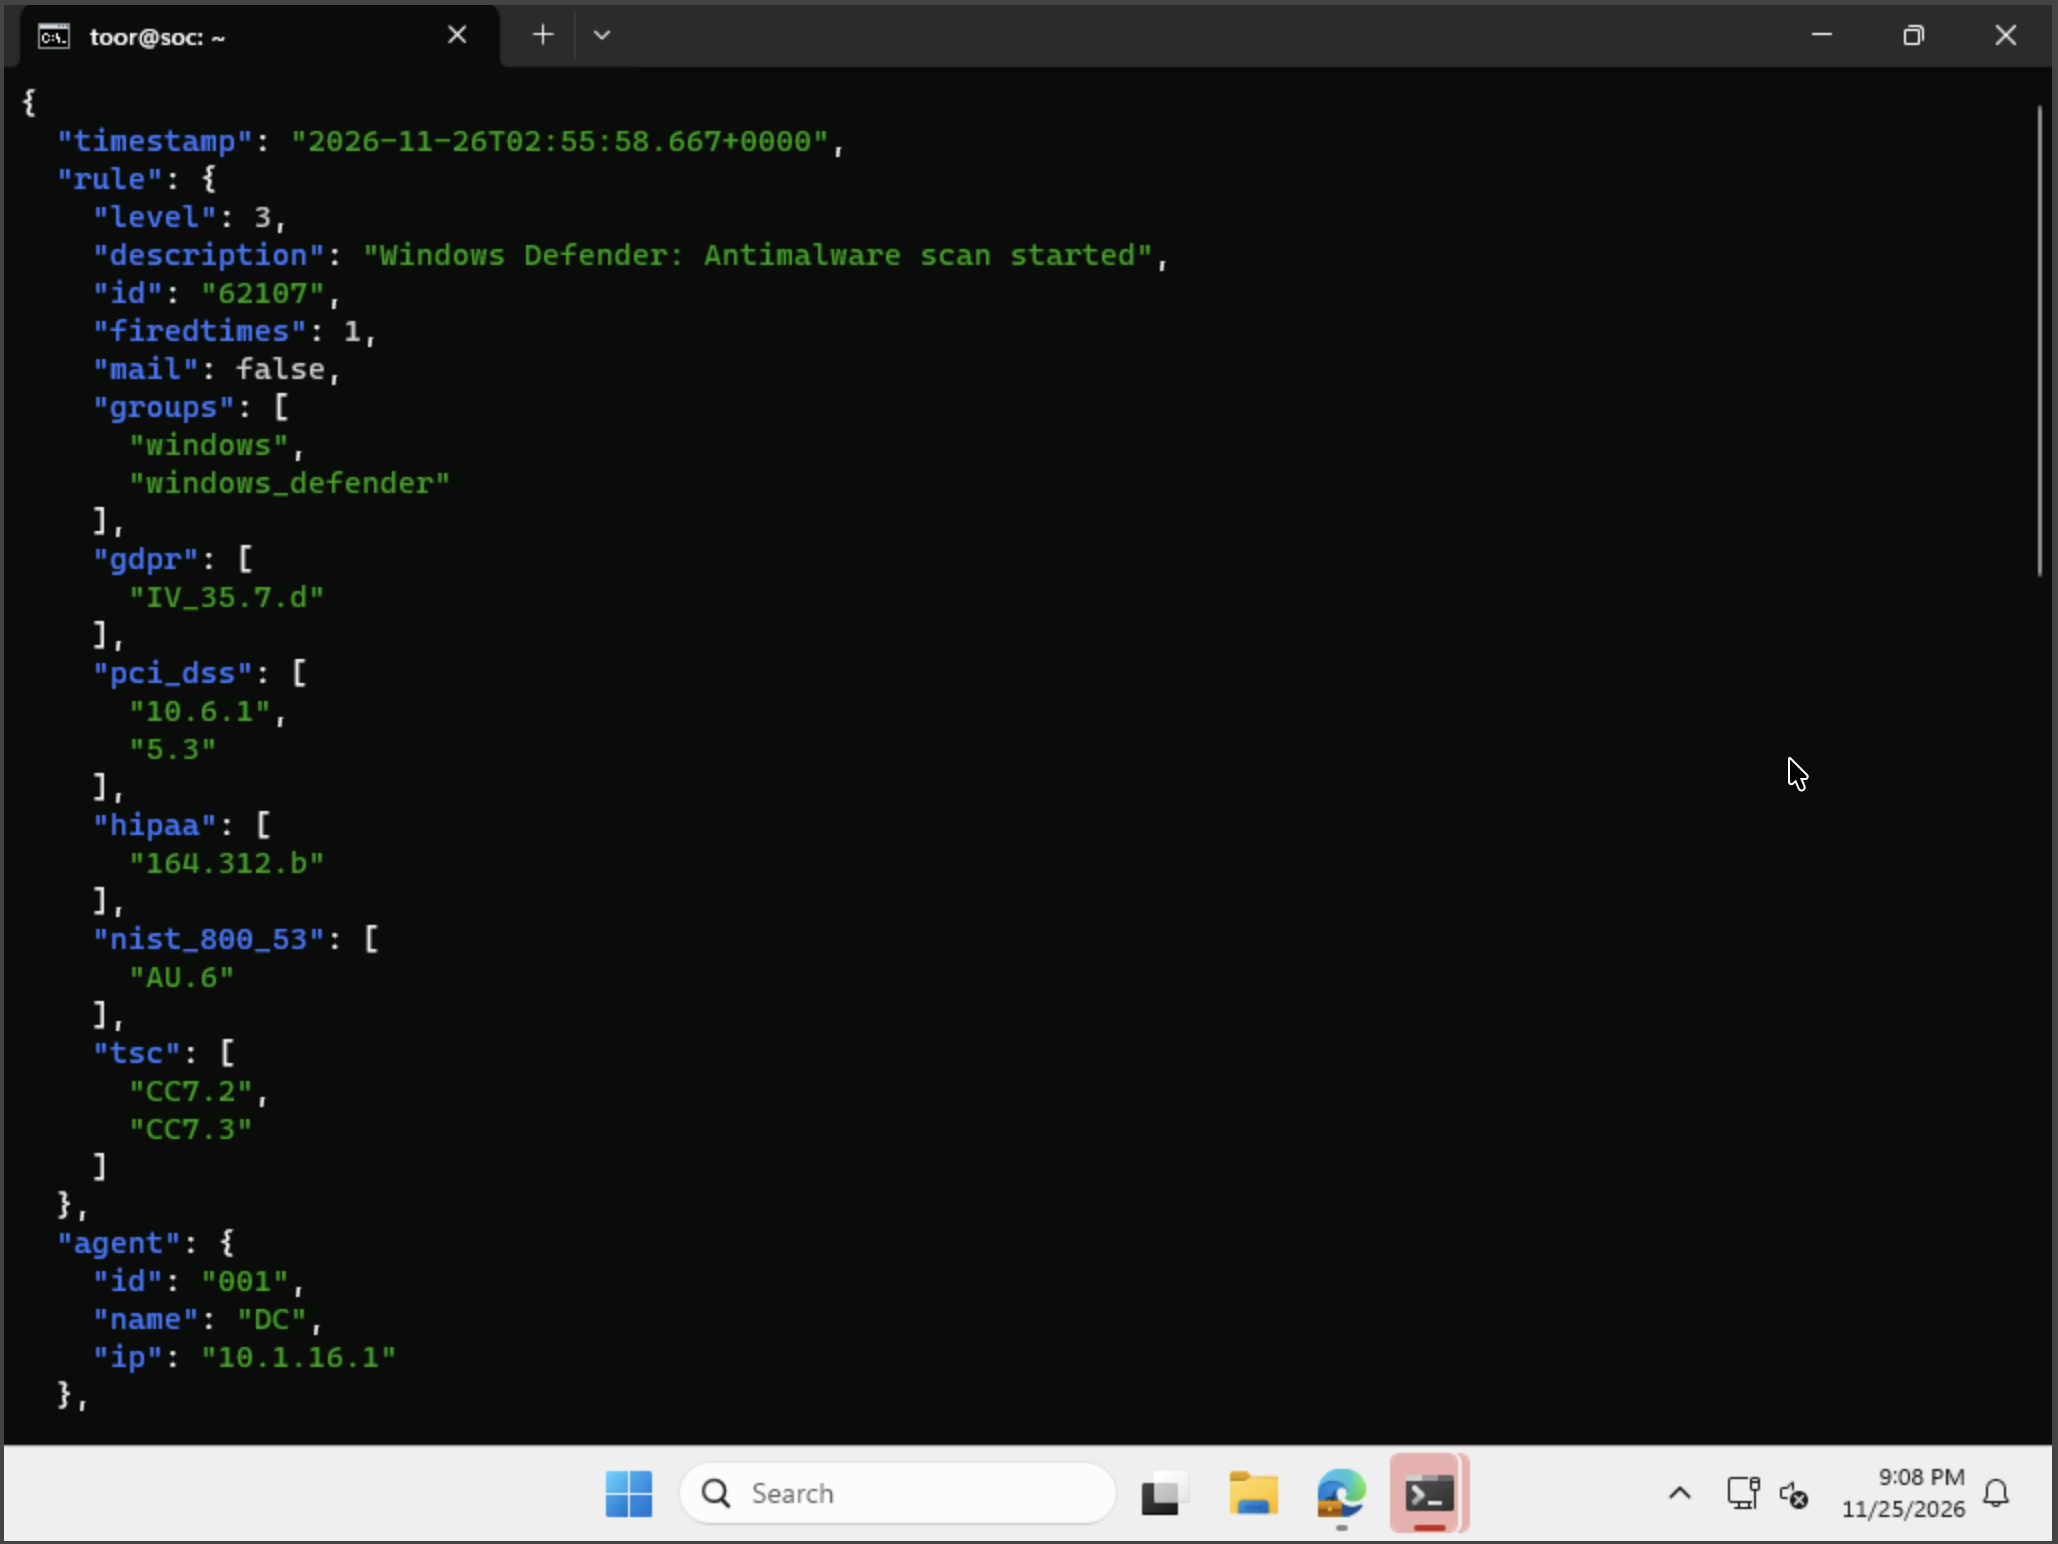 toor@soc: ~
{
  "timestamp": "2026-11-26T02:55:58.667+0000",
  "rule": {
    "level": 3,
    "description": "Windows Defender: Antimalware scan started",
    "id": "62107",
    "firedtimes": 1,
    "mail": false,
    "groups": [
      "windows",
      "windows_defender"
    ],
    "gdpr": [
      "IV_35.7.d"
    ],
    "pci_dss": [
      "10.6.1",
      "5.3"
    ],
    "hipaa": [
      "164.312.b"
    ],
    "nist_800_53": [
      "AU.6"
    ],
    "tsc": [
      "CC7.2",
      "CC7.3"
    ]
  },
  "agent": {
    "id": "001",
    "name": "DC",
    "ip": "10.1.16.1"
  },
Search
9:08 PM
11/25/2026